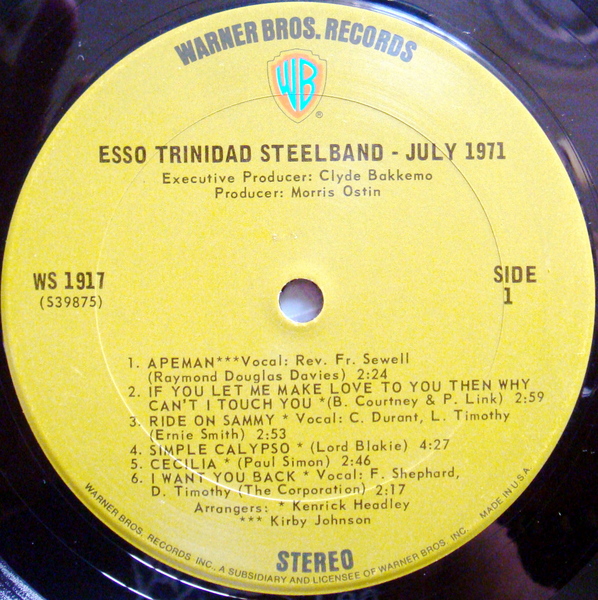 WARNER BROS. RECORDS
WB
®
ESSO TRINIDAD STEELBAND - JULY 1971
Executive Producer: Clyde Bakkemo
Producer: Morris Ostin
WS 1917
(S39875)
SIDE
1
1. APEMAN***Vocal: Rev. Fr. Sewell
(Raymond Douglas Davies) 2:24
2. IF YOU LET ME MAKE LOVE TO YOU THEN WHY
CAN'T I TOUCH YOU *(B. Courtney & P. Link) 2:59
3. RIDE ON SAMMY * Vocal: C. Durant, L. Timothy
(Ernie Smith) 2:53
4. SIMPLE CALYPSO * (Lord Blakie) 4:27
5. CECILIA * (Paul Simon) 2:46
6. I WANT YOU BACK * Vocal: F. Shephard,
D. Timothy (The Corporation) 2:17
Arrangers: * Kenrick Headley
*** Kirby Johnson
STEREO
WARNER BROS. RECORDS INC., A SUBSIDIARY AND LICENSEE OF WARNER BROS. INC. MADE IN U.S.A.